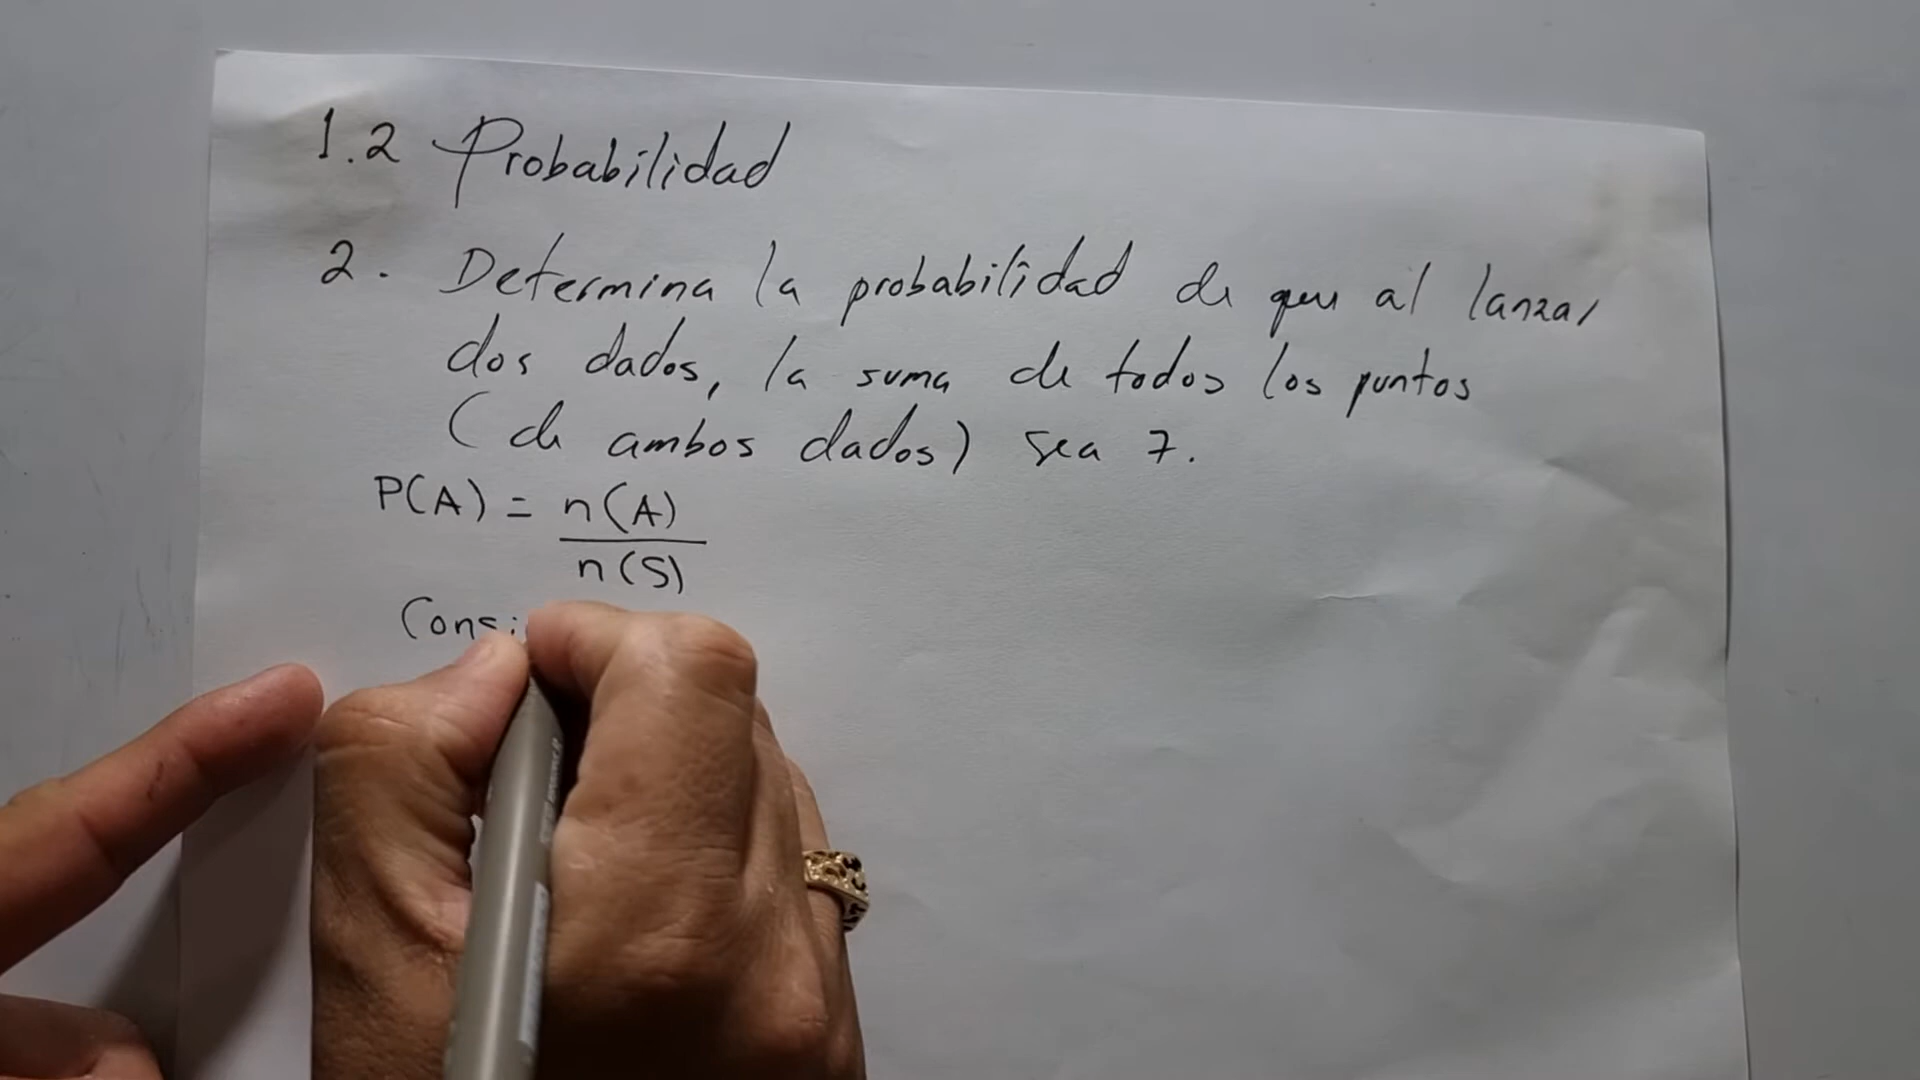 1.2 Probabilidad
2. Determina la probabilidad de que al lanzar
dos dados, la suma de todos los puntos
(de ambos dados) sea 7.
P(A) = n(A)
n(S)
Consi